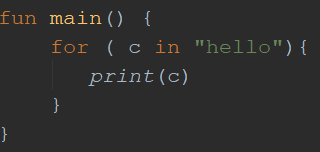 fun main() {
    for ( c in "hello"){
        print(c)
    }
}